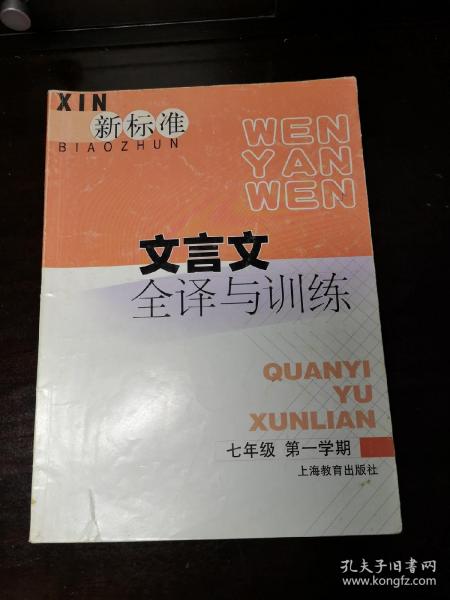 XIN
新标准
BIAOZHUN
WEN
YAN
WEN
文言文
全译与训练
QUANYI
YU
XUNLIAN
七年级 第一学期
上海教育出版社
孔夫子旧书网
www.kongfz.com